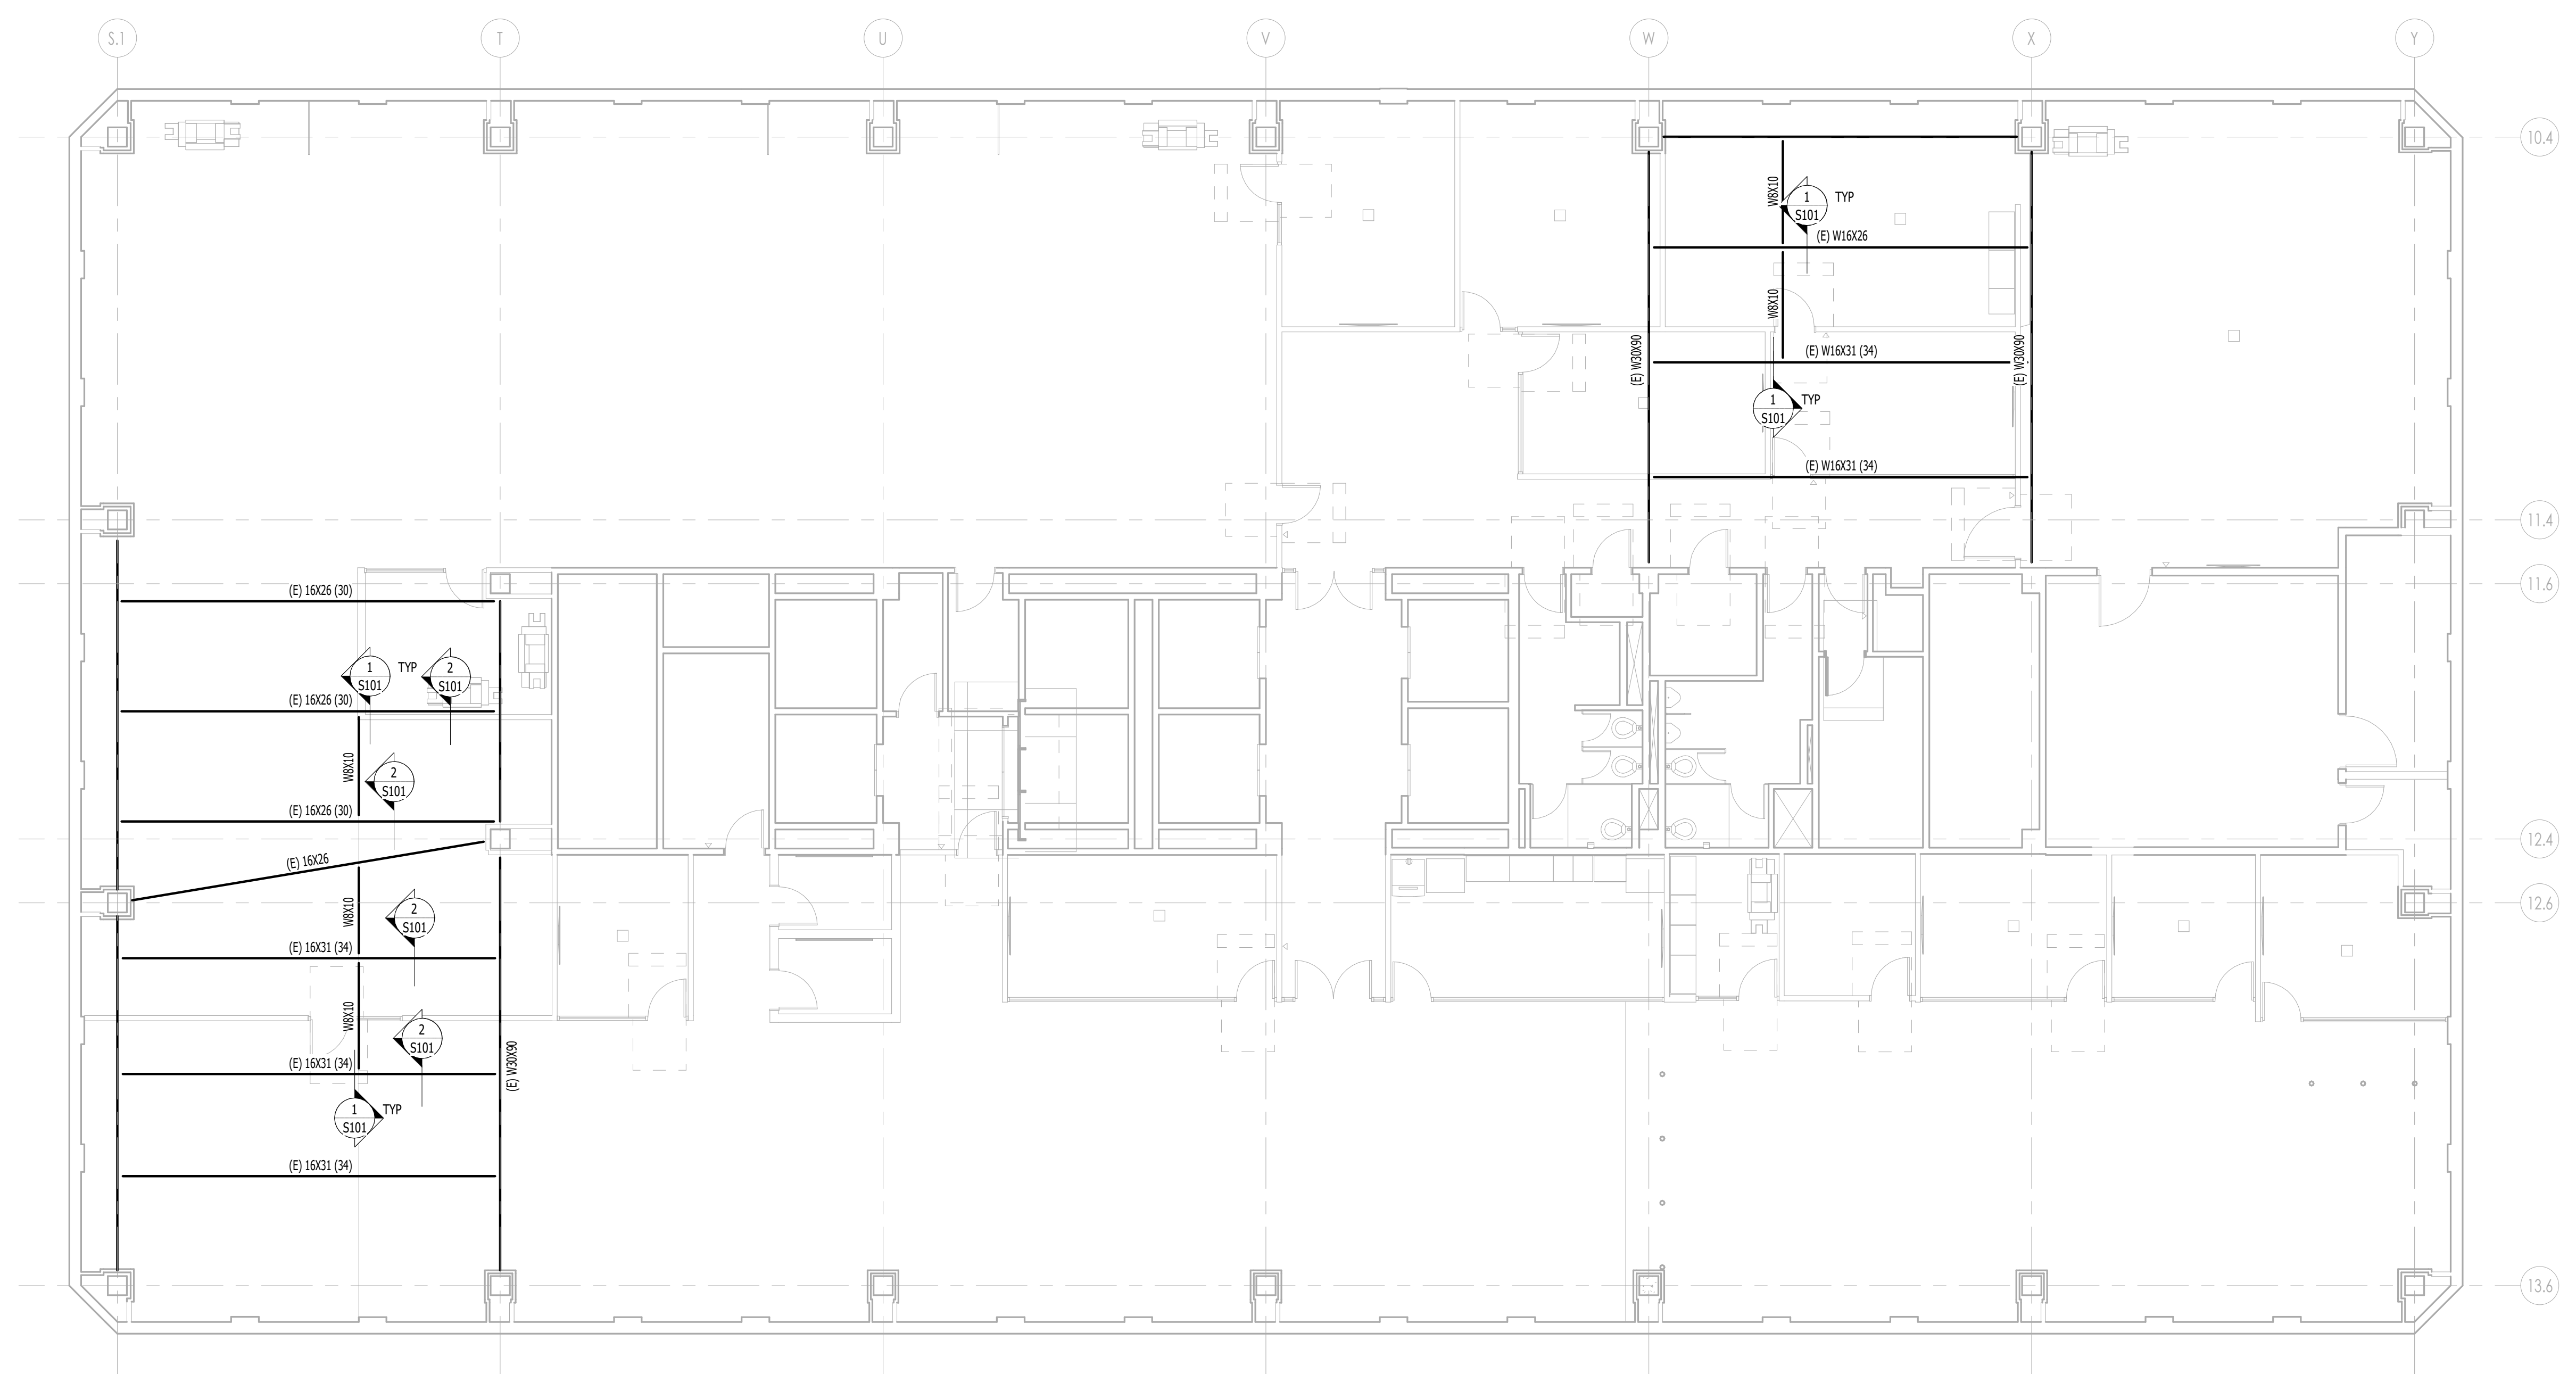 S.1
T
U
V
W
X
Y
10.4
W8X10
1
S101
TYP
(E) W16X26
W8X10
(E) W30X90
(E) W16X31 (34)
(E) W30X90
1
S101
TYP
(E) W16X31 (34)
11.4
11.6
(E) 16X26 (30)
1
S101
TYP
2
S101
(E) 16X26 (30)
W8X10
2
S101
(E) 16X26 (30)
12.4
(E) 16X26
12.6
W8X10
2
S101
(E) 16X31 (34)
W8X10
2
S101
(E) 16X31 (34)
(E) W30X90
1
S101
TYP
(E) 16X31 (34)
13.6